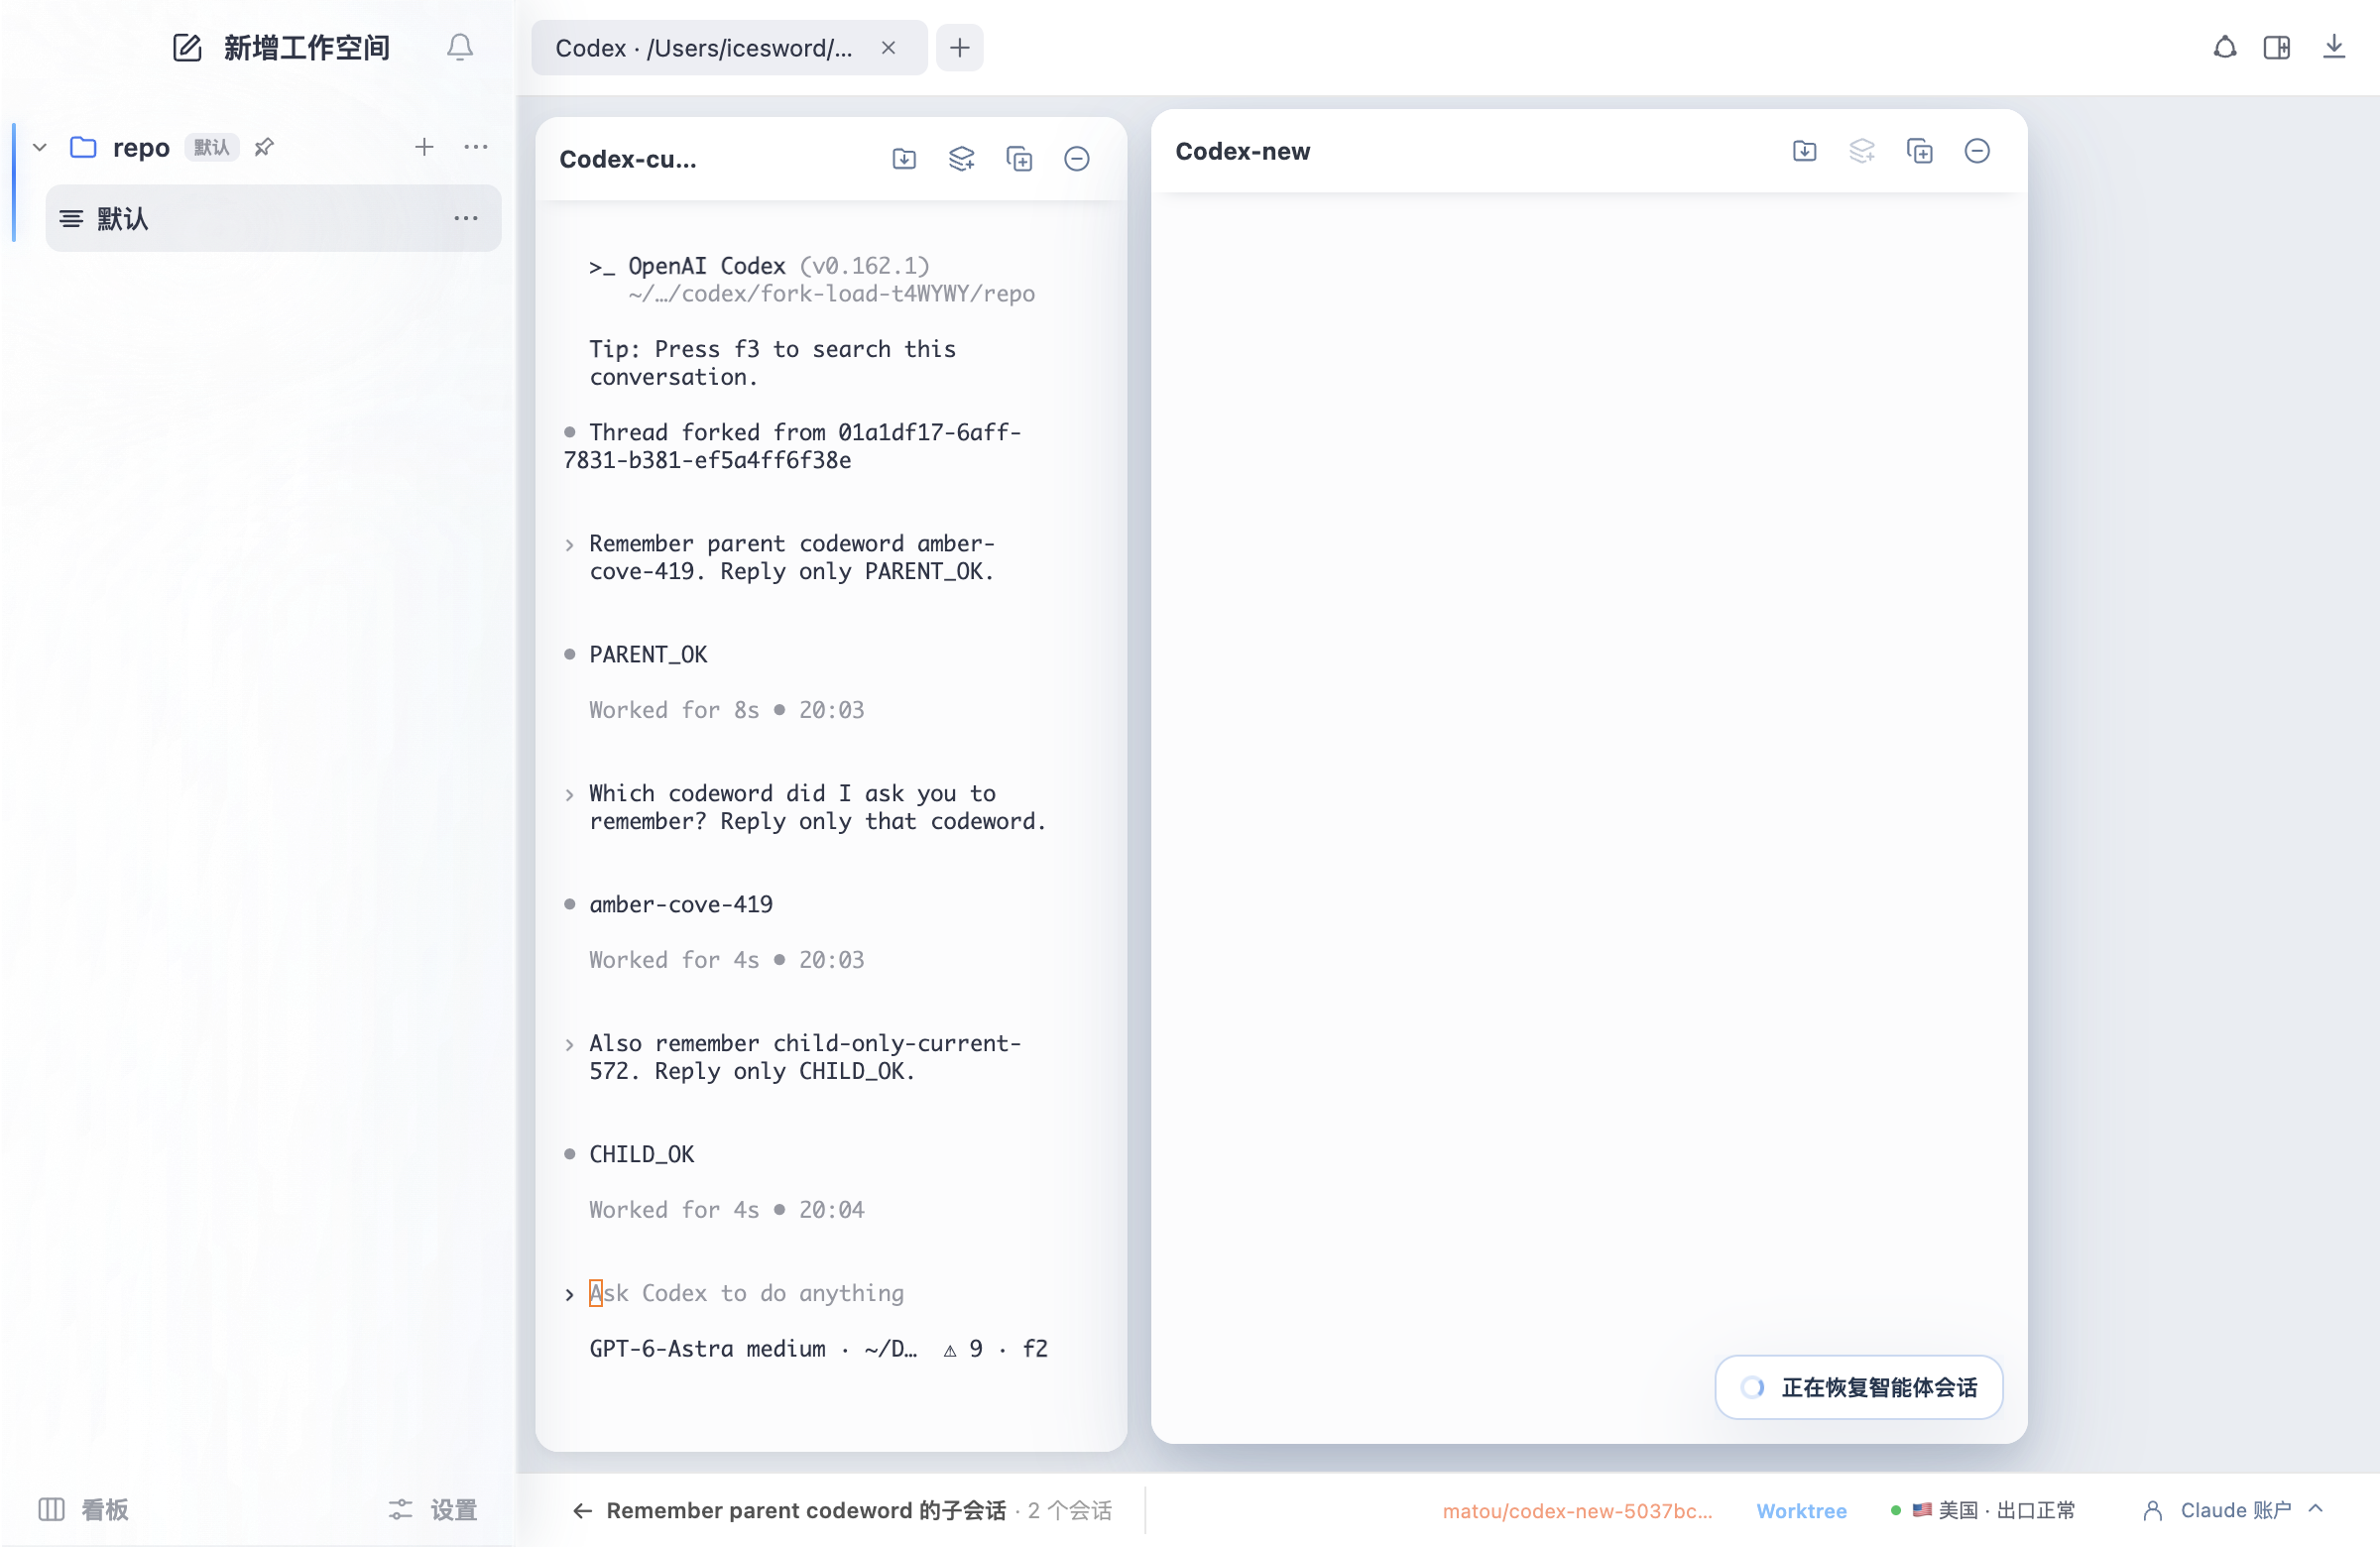 新增工作空间
Codex · /Users/icesword/...
repo 默认
默认
Codex-cu...
>_ OpenAI Codex (v0.162.1)
~/…/codex/fork-load-t4WYWY/repo
Tip: Press f3 to search this
conversation.
● Thread forked from 01a1df17-6aff-
7831-b381-ef5a4ff6f38e
› Remember parent codeword amber-
cove-419. Reply only PARENT_OK.
● PARENT_OK
Worked for 8s ● 20:03
› Which codeword did I ask you to
remember? Reply only that codeword.
● amber-cove-419
Worked for 4s ● 20:03
› Also remember child-only-current-
572. Reply only CHILD_OK.
● CHILD_OK
Worked for 4s ● 20:04
› Ask Codex to do anything
GPT-6-Astra medium · ~/D… ⚠ 9 · f2
Codex-new
正在恢复智能体会话
看板
设置
← Remember parent codeword 的子会话 · 2 个会话
matou/codex-new-5037bc...
Worktree
🇺🇸 美国 · 出口正常
Claude 账户